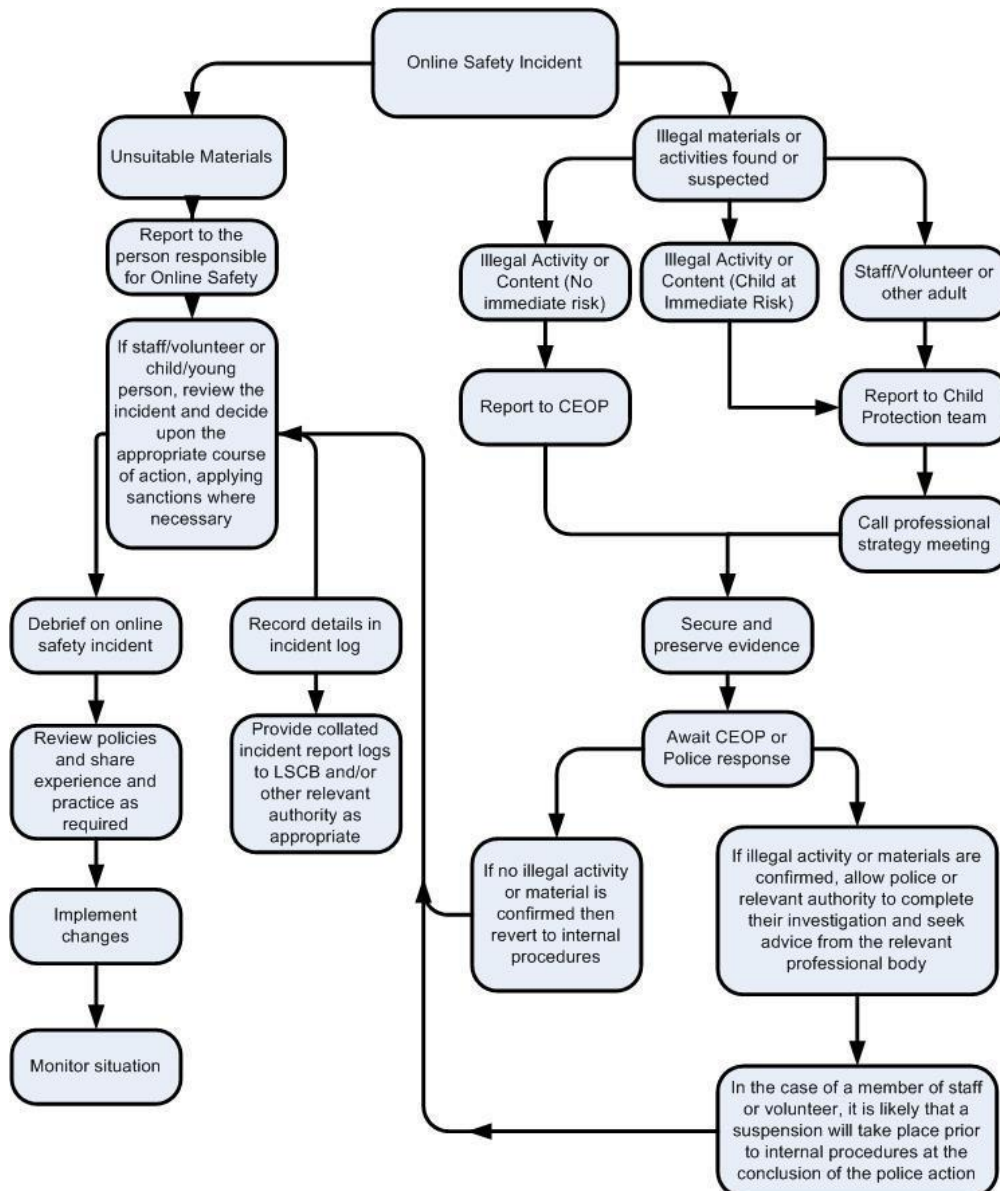 Online Safety Incident
Unsuitable Materials
Report to the
person responsible
for Online Safety
If staff/volunteer or
child/young
person, review the
incident and decide
upon the
appropriate course
of action, applying
sanctions where
necessary
Debrief on online
safety incident
Review policies
and share
experience and
practice as
required
Implement
changes
Monitor situation
Record details in
incident log
Provide collated
incident report logs
to LSCB and/or
other relevant
authority as
appropriate
Illegal materials or
activities found or
suspected
Illegal Activity or
Content (No
immediate risk)
Illegal Activity or
Content (Child at
Immediate Risk)
Staff/Volunteer or
other adult
Report to CEOP
Report to Child
Protection team
Call professional
strategy meeting
Secure and
preserve evidence
Await CEOP or
Police response
If no illegal activity
or material is
confirmed then
revert to internal
procedures
If illegal activity or materials are
confirmed, allow police or
relevant authority to complete
their investigation and seek
advice from the relevant
professional body
In the case of a member of staff
or volunteer, it is likely that a
suspension will take place prior
to internal procedures at the
conclusion of the police action